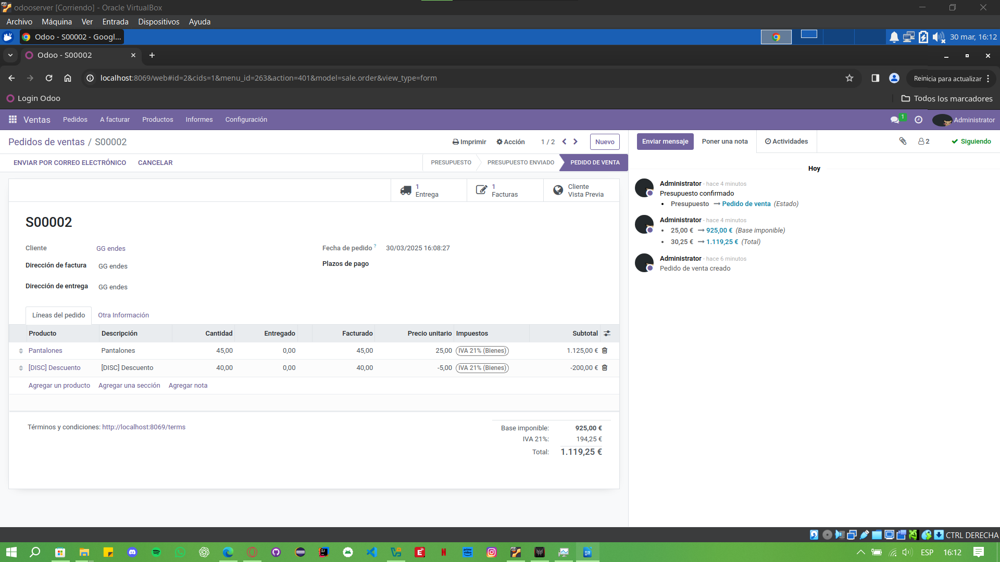 odooserver [Corriendo] - Oracle VirtualBox
Archivo Máquina Ver Entrada Dispositivos Ayuda
Odoo - S00002 - Googl... 30 mar, 16:12
Odoo - S00002
localhost:8069/web#id=2&cids=1&menu_id=263&action=401&model=sale.order&view_type=form Reinicia para actualizar
Login Odoo Todos los marcadores
Ventas Pedidos A facturar Productos Informes Configuración 1 Administrator
Pedidos de ventas / S00002 Imprimir Acción 1 / 2 Nuevo Enviar mensaje Poner una nota Actividades 2 Siguiendo
ENVIAR POR CORREO ELECTRÓNICO CANCELAR PRESUPUESTO PRESUPUESTO ENVIADO PEDIDO DE VENTA
1 Entrega
1 Facturas
Cliente Vista Previa
S00002
Cliente GG endes
Dirección de factura GG endes
Dirección de entrega GG endes
Fecha de pedido ? 30/03/2025 16:08:27
Plazos de pago
Líneas del pedido Otra Información
Producto Descripción Cantidad Entregado Facturado Precio unitario Impuestos Subtotal
Pantalones Pantalones 45,00 0,00 45,00 25,00 IVA 21% (Bienes) 1.125,00 €
[DISC] Descuento [DISC] Descuento 40,00 0,00 40,00 -5,00 IVA 21% (Bienes) -200,00 €
Agregar un producto Agregar una sección Agregar nota
Términos y condiciones: http://localhost:8069/terms
Base imponible: 925,00 €
IVA 21%: 194,25 €
Total: 1.119,25 €
Hoy
Administrator - hace 4 minutos
Presupuesto confirmado
• Presupuesto → Pedido de venta (Estado)
Administrator - hace 4 minutos
• 25,00 € → 925,00 € (Base imponible)
• 30,25 € → 1.119,25 € (Total)
Administrator - hace 6 minutos
Pedido de venta creado
CTRL DERECHA
ESP 16:12